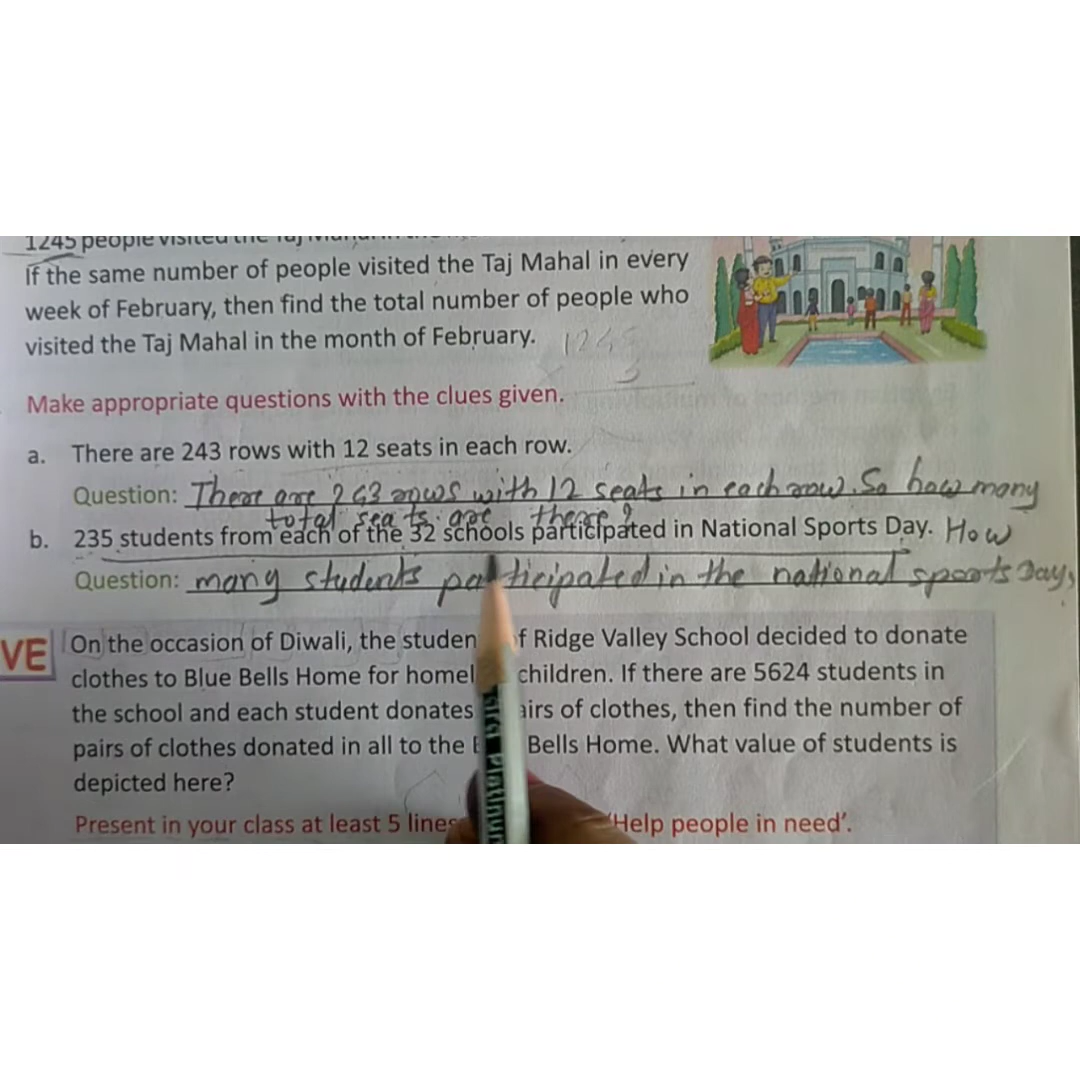 1245 people visited the Taj Mahal in the
If the same number of people visited the Taj Mahal in every
week of February, then find the total number of people who
visited the Taj Mahal in the month of February.
1245
× 3
Make appropriate questions with the clues given.
a. There are 243 rows with 12 seats in each row.
Question: There are 243 rows with 12 seats in each row. So how many
total seats are there?
b. 235 students from each of the 32 schools participated in National Sports Day. How
Question: many students participated in the national sports Day,
VE
On the occasion of Diwali, the studen f Ridge Valley School decided to donate
clothes to Blue Bells Home for homel children. If there are 5624 students in
the school and each student donates airs of clothes, then find the number of
pairs of clothes donated in all to the B Bells Home. What value of students is
depicted here?
Present in your class at least 5 lines 'Help people in need'.
Platinum